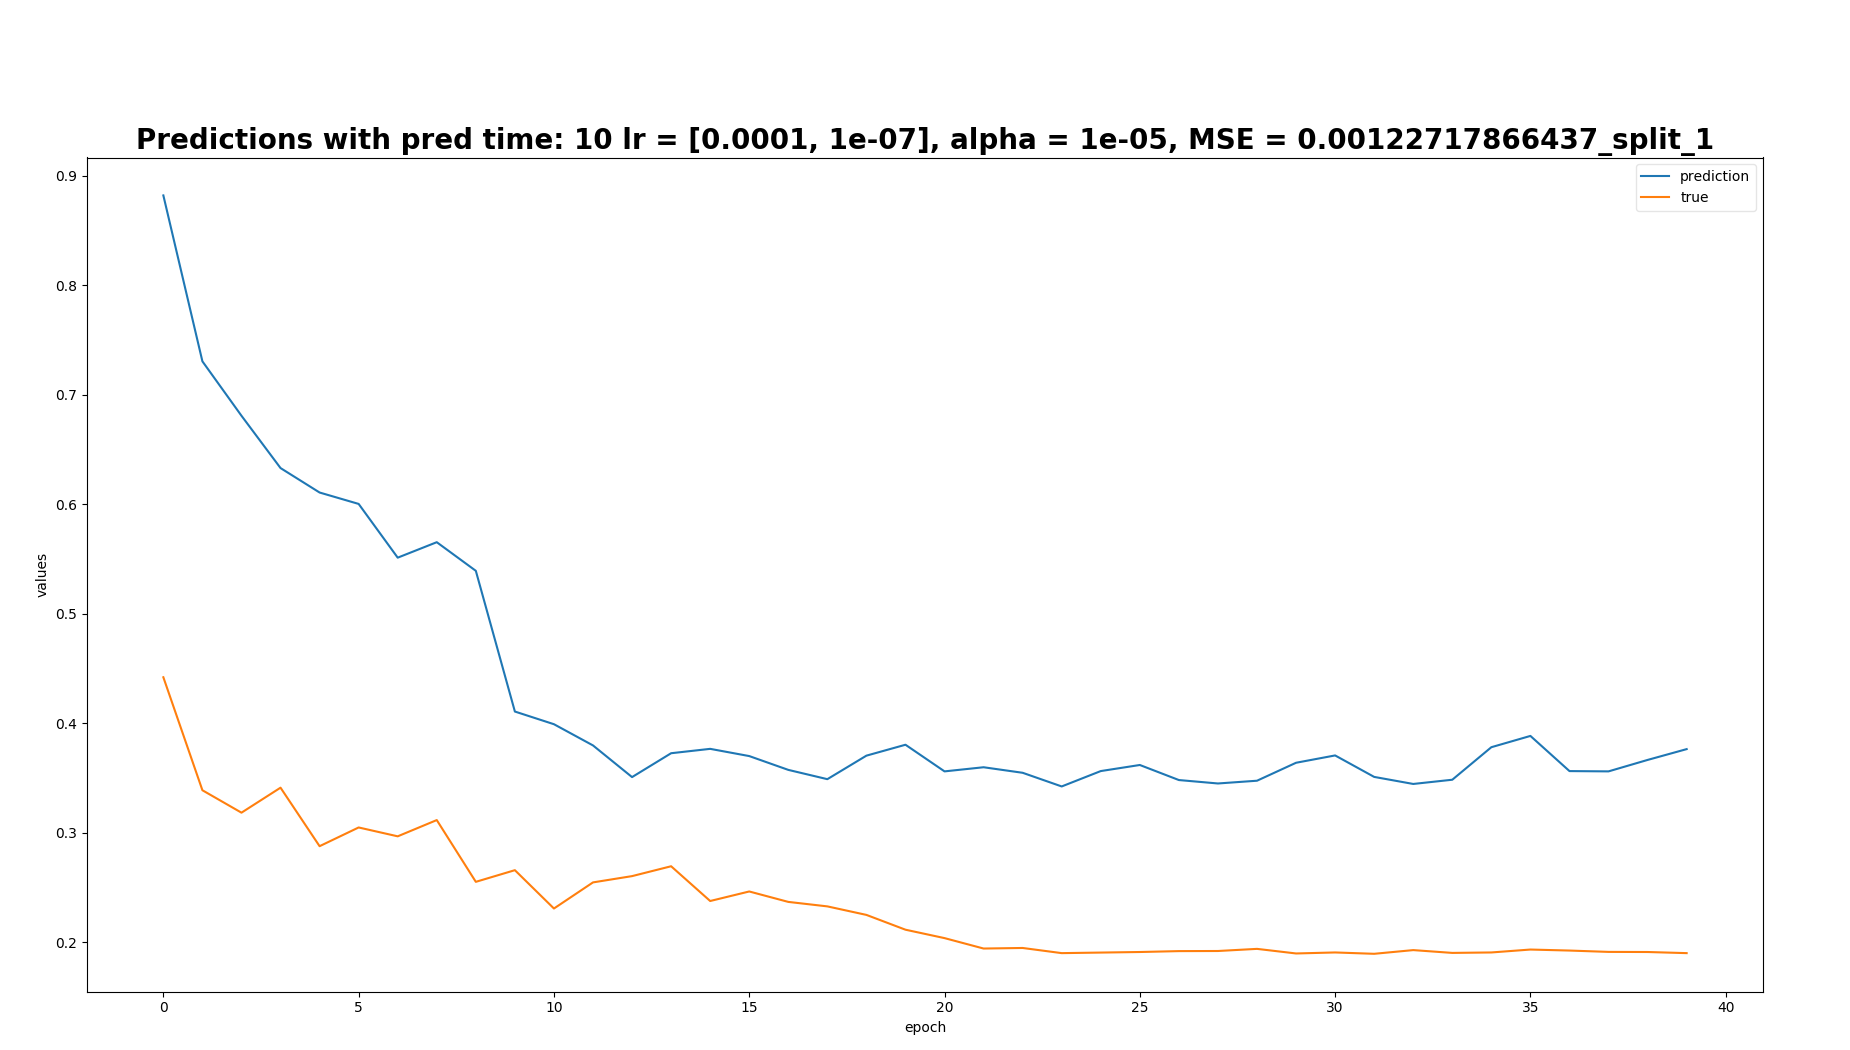 Predictions with pred time: 10 lr = [0.0001, 1e-07], alpha = 1e-05, MSE = 0.00122717866437_split_1
prediction
true
0.9
0.8
0.7
0.6
0.5
0.4
0.3
0.2
values
0 5 10 15 20 25 30 35 40
epoch